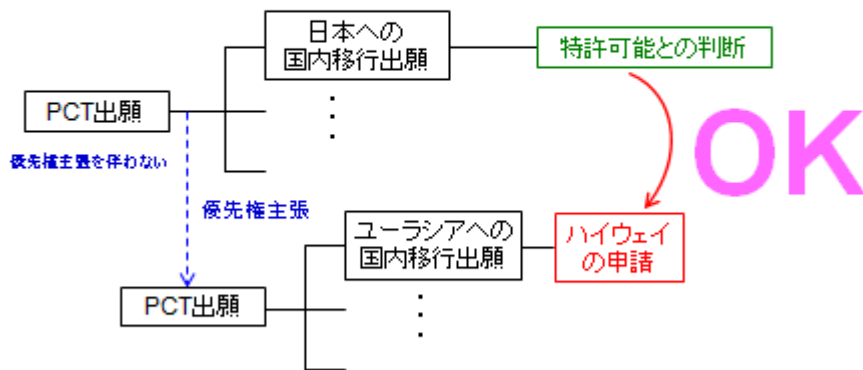 日本への
国内移行出願
特許可能との判断
PCT出願
優先権主張を伴わない
OK
優先権主張
ユーラシアへの
国内移行出願
ハイウェイ
の申請
PCT出願